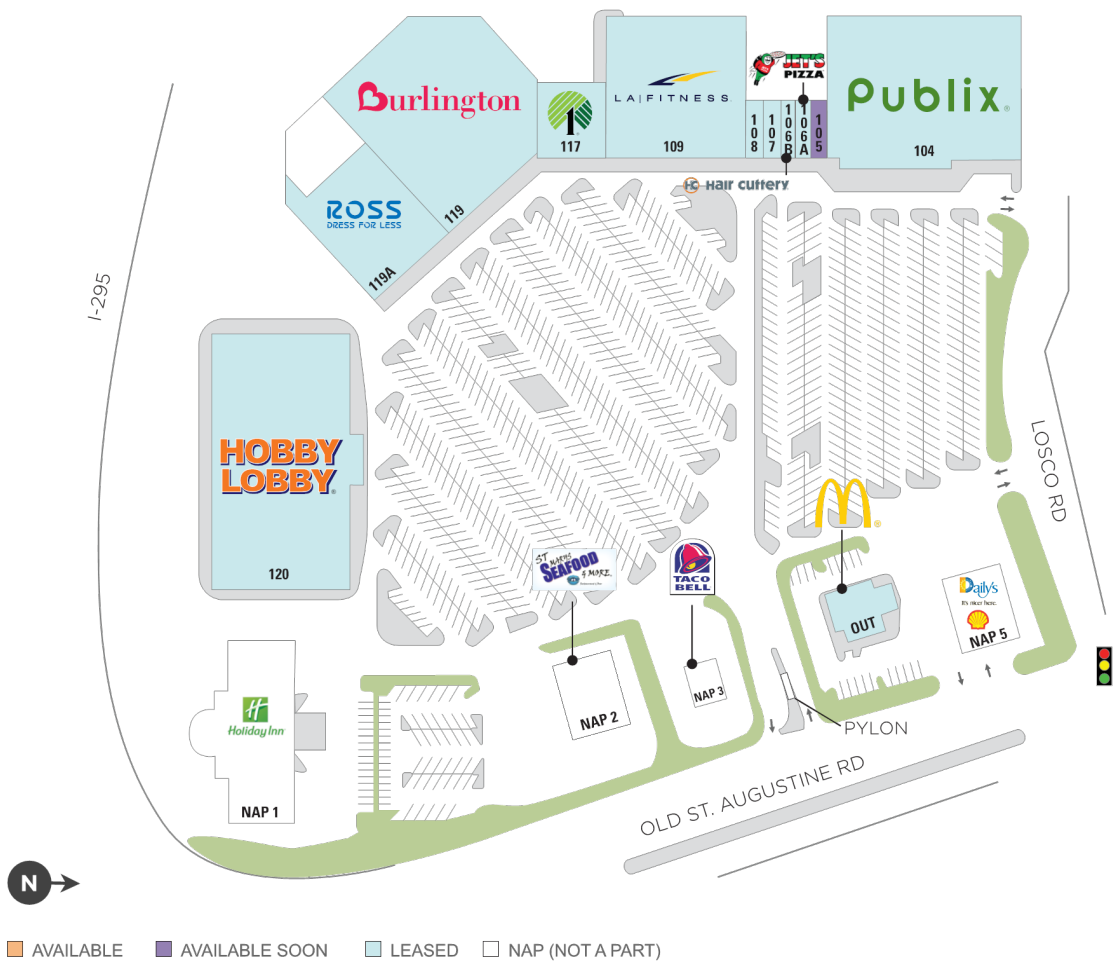 JET'S
PIZZA
Burlington
LA|FITNESS
Publix
®
1
117
109
108
107
106B
106A
105
104
HC Hair Cuttery
ROSS
DRESS FOR LESS
119
119A
I-295
HOBBY
LOBBY®
120
LOSCO RD
®
ST
MARYS
SEAFOOD
& MORE
TACO
BELL
Daily's
It's nicer here.
OUT
NAP 5
NAP 3
NAP 2
H
Holiday Inn
NAP 1
PYLON
OLD ST. AUGUSTINE RD
N
AVAILABLE
AVAILABLE SOON
LEASED
NAP (NOT A PART)